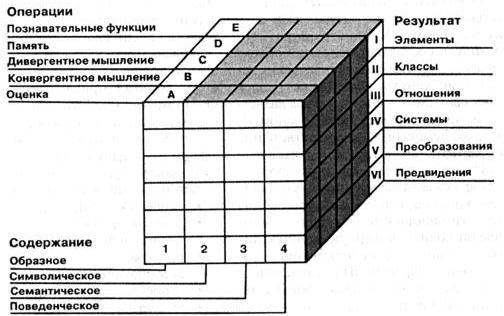 Операции
Познавательные функции
Память
Дивергентное мышление
Конвергентное мышление
Оценка
E
D
C
B
A
Результат
I Элементы
II Классы
III Отношения
IV Системы
V Преобразования
VI Предвидения
1 2 3 4
Содержание
Образное
Символическое
Семантическое
Поведенческое